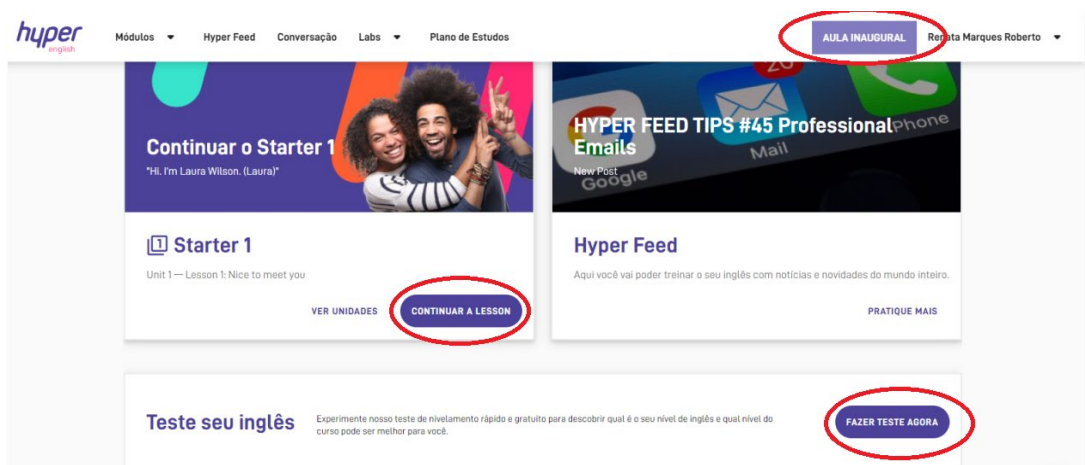 hyper
english
Módulos
Hyper Feed
Conversação
Labs
Plano de Estudos
AULA INAUGURAL
Renata Marques Roberto
Continuar o Starter 1
"Hi. I'm Laura Wilson. (Laura)"
20
HYPER FEED TIPS #45 Professional
Emails
New Post
Google
Mail
Phone
1 Starter 1
Unit 1 — Lesson 1: Nice to meet you
VER UNIDADES
CONTINUAR A LESSON
Hyper Feed
Aqui você vai poder treinar o seu inglês com notícias e novidades do mundo inteiro.
PRATIQUE MAIS
Teste seu inglês
Experimente nosso teste de nivelamento rápido e gratuito para descobrir qual é o seu nível de inglês e qual nível do
curso pode ser melhor para você.
FAZER TESTE AGORA